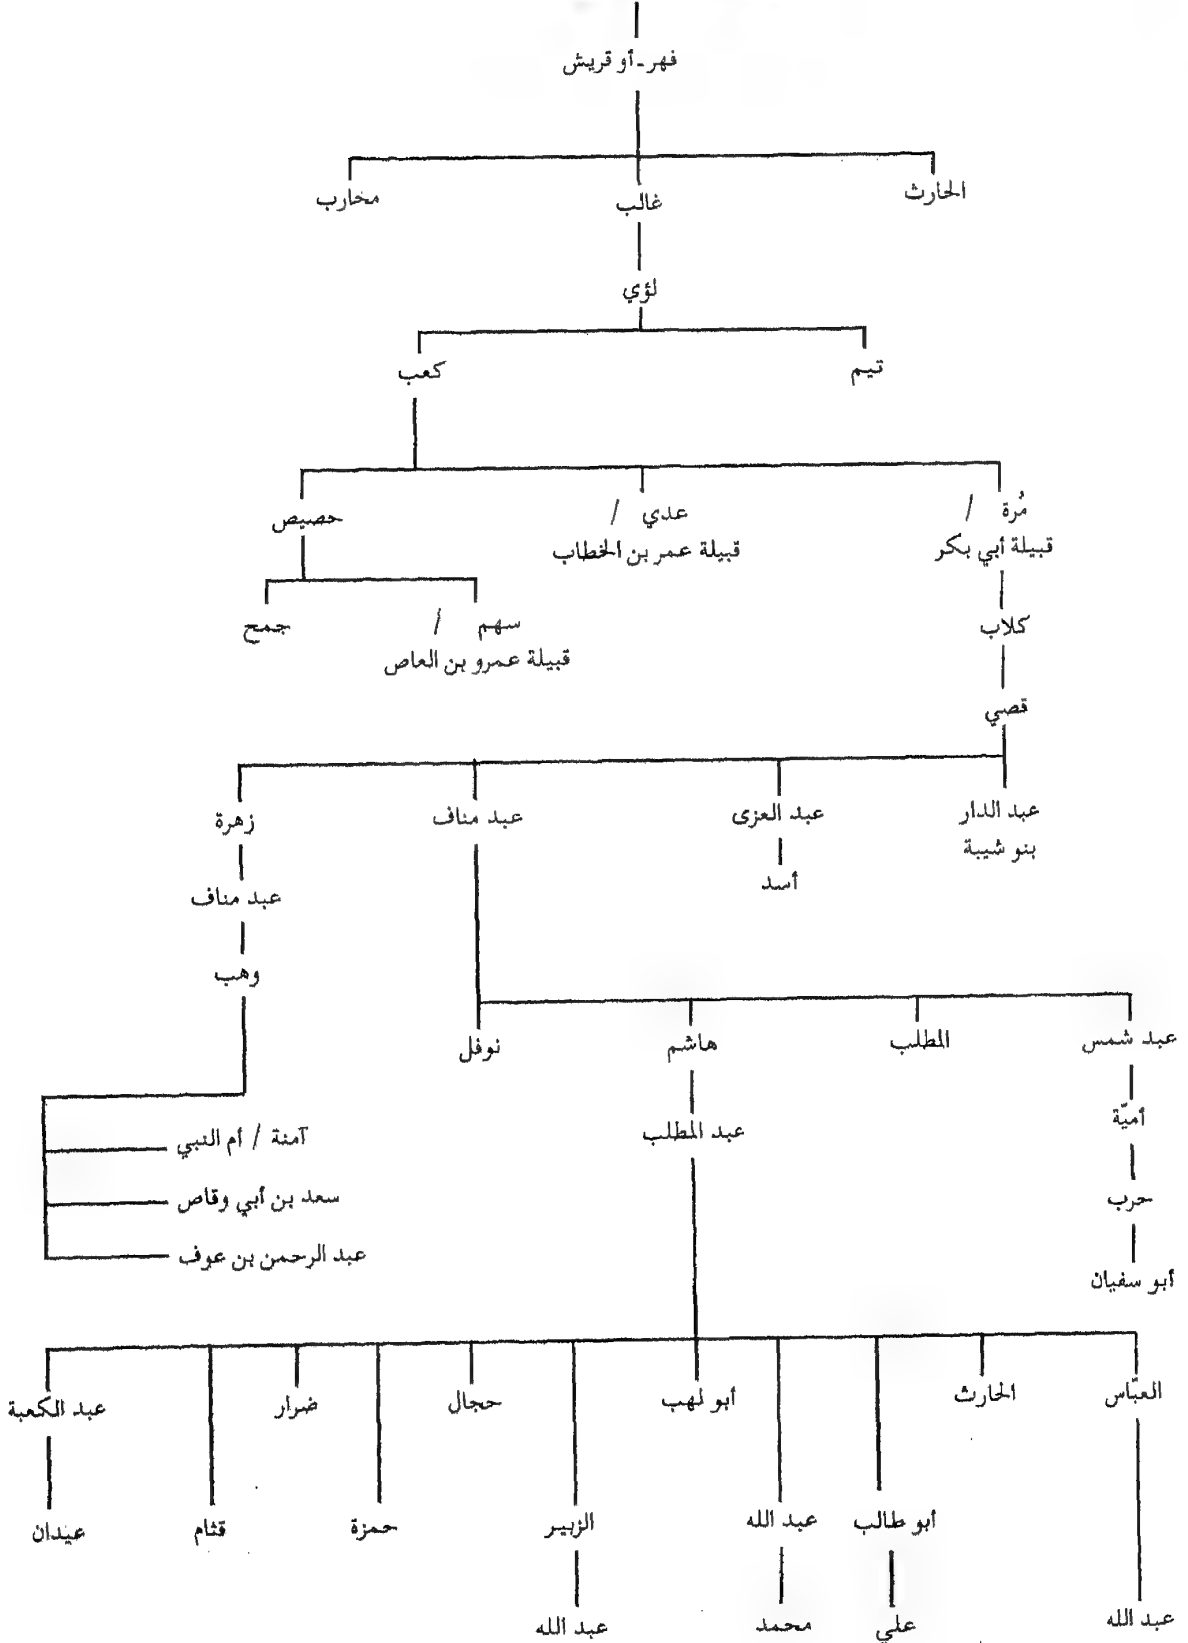 فهر - أو قريش
الحارث
غالب
مخارب
لؤي
تيم
كعب
مُرة /
قبيلة أبي بكر
عدي /
قبيلة عمر بن الخطاب
حصيص
كلاب
سهم /
قبيلة عمرو بن العاص
جمح
قصي
عبد الدار
بنو شيبة
عبد العزى
أسد
عبد مناف
زهرة
عبد مناف
وهب
عبد شمس
المطلب
هاشم
نوفل
أميّة
عبد المطلب
آمنة / أم النبي
حرب
سعد بن أبي وقاص
عبد الرحمن بن عوف
أبو سفيان
العبّاس
الحارث
أبو لهب
حجال
ضرار
عبد الكعبة
أبو طالب
عبد الله
الزبير
حمزة
قثام
عيدان
عبد الله
علي
محمد
عبد الله